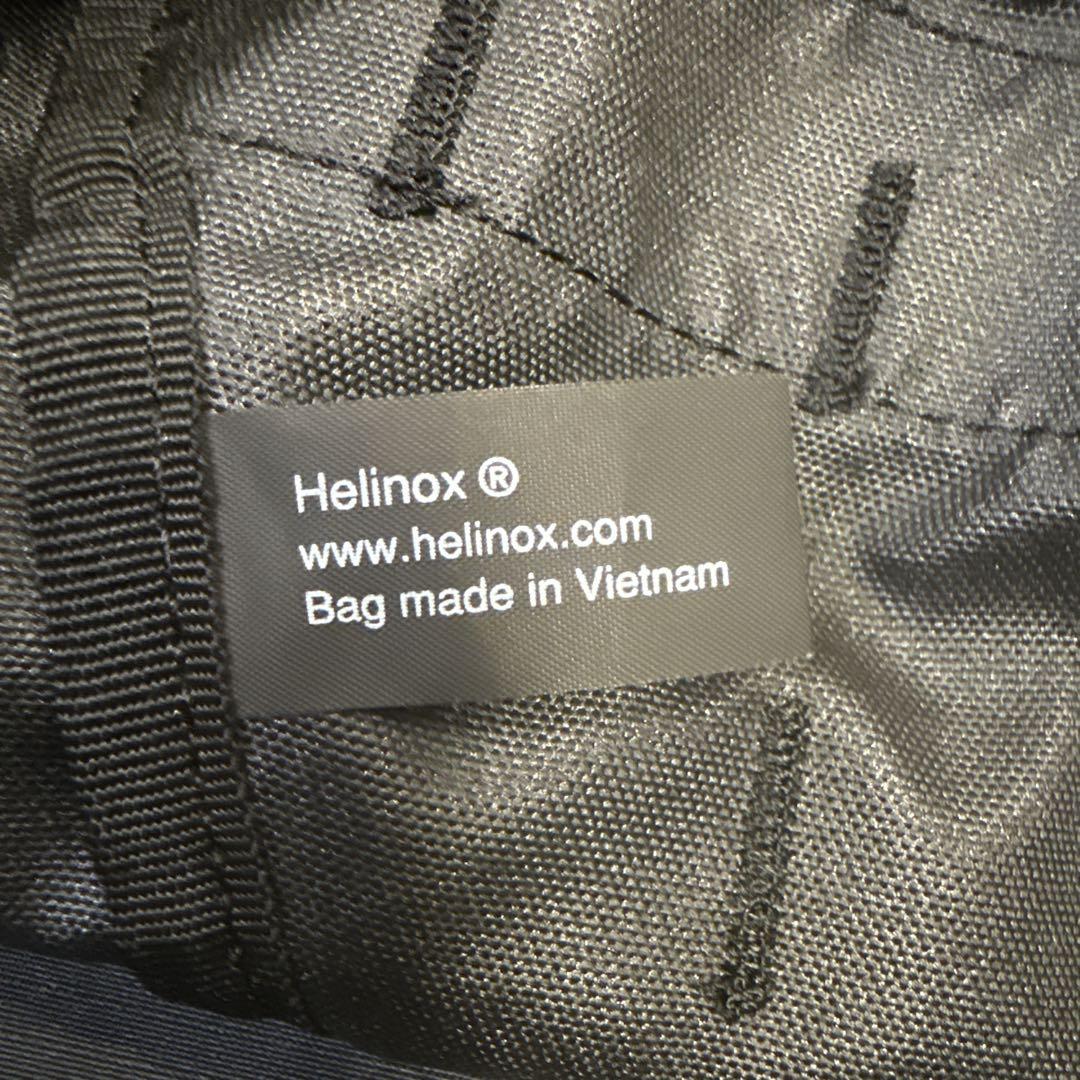 Helinox ®
www.helinox.com
Bag made in Vietnam